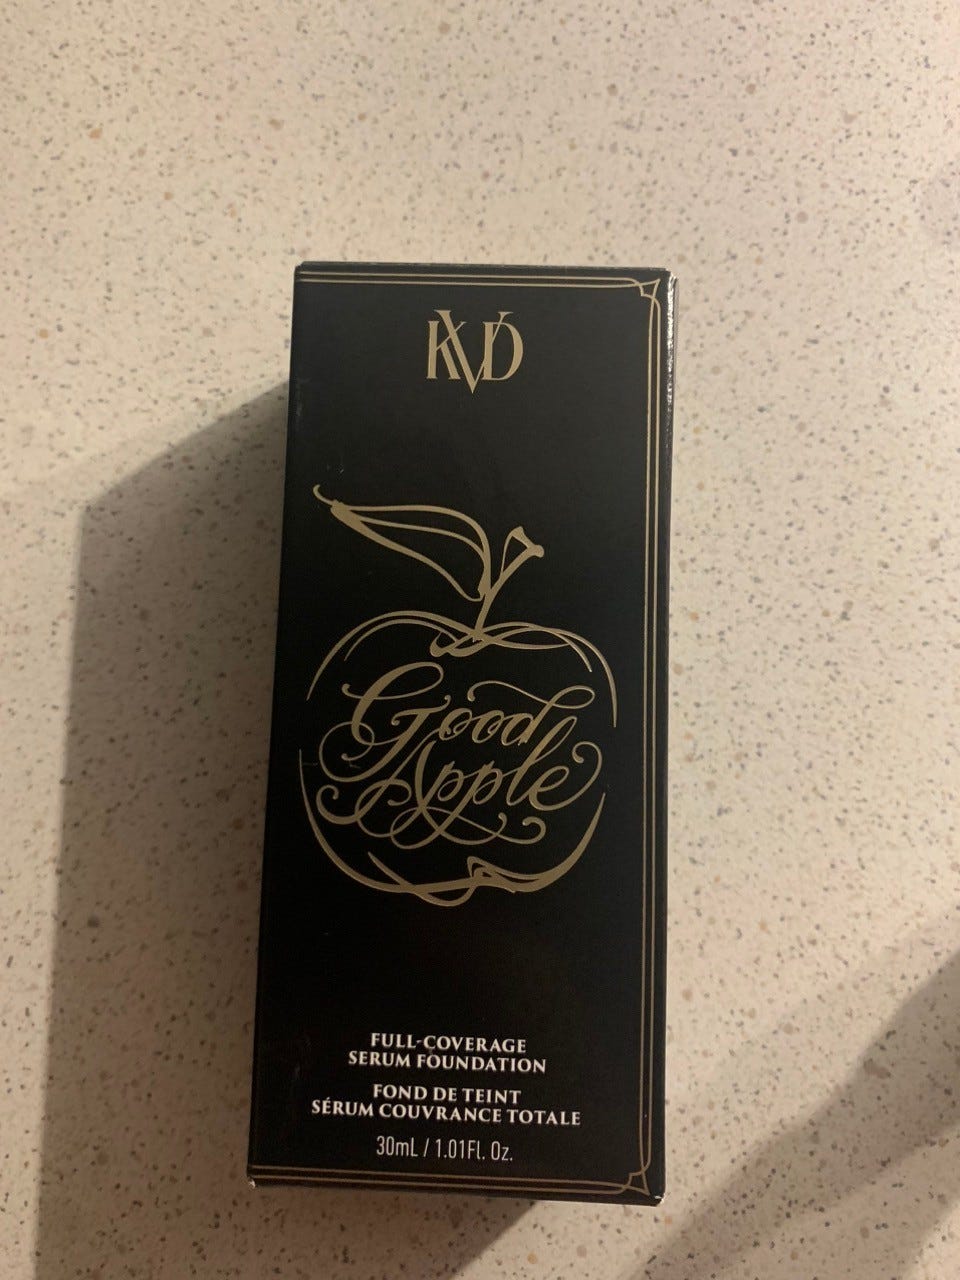 KVD
Good
Apple
FULL-COVERAGE
SERUM FOUNDATION
FOND DE TEINT
SÉRUM COUVRANCE TOTALE
30mL / 1.01Fl. Oz.